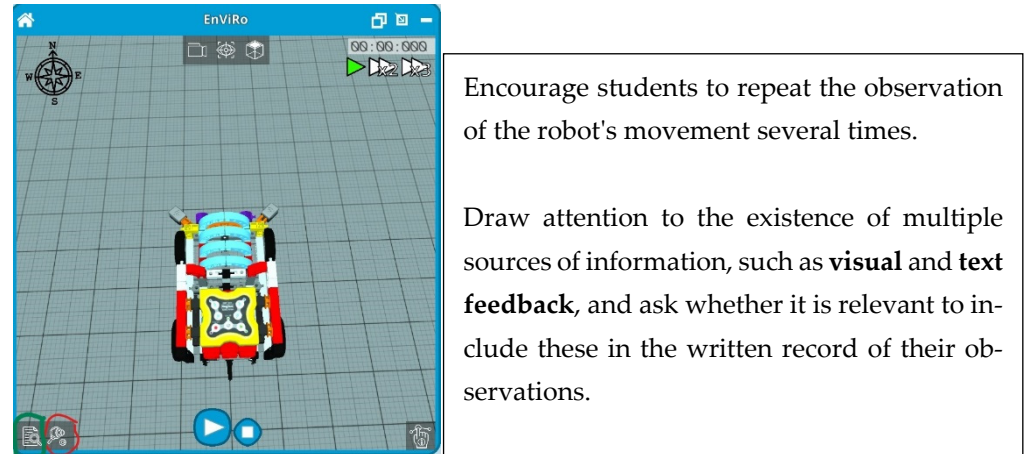 EnViRo
00:00:000
x2 x3
N
W E
S
Encourage students to repeat the observation
of the robot's movement several times.
Draw attention to the existence of multiple
sources of information, such as visual and text
feedback, and ask whether it is relevant to in-
clude these in the written record of their ob-
servations.